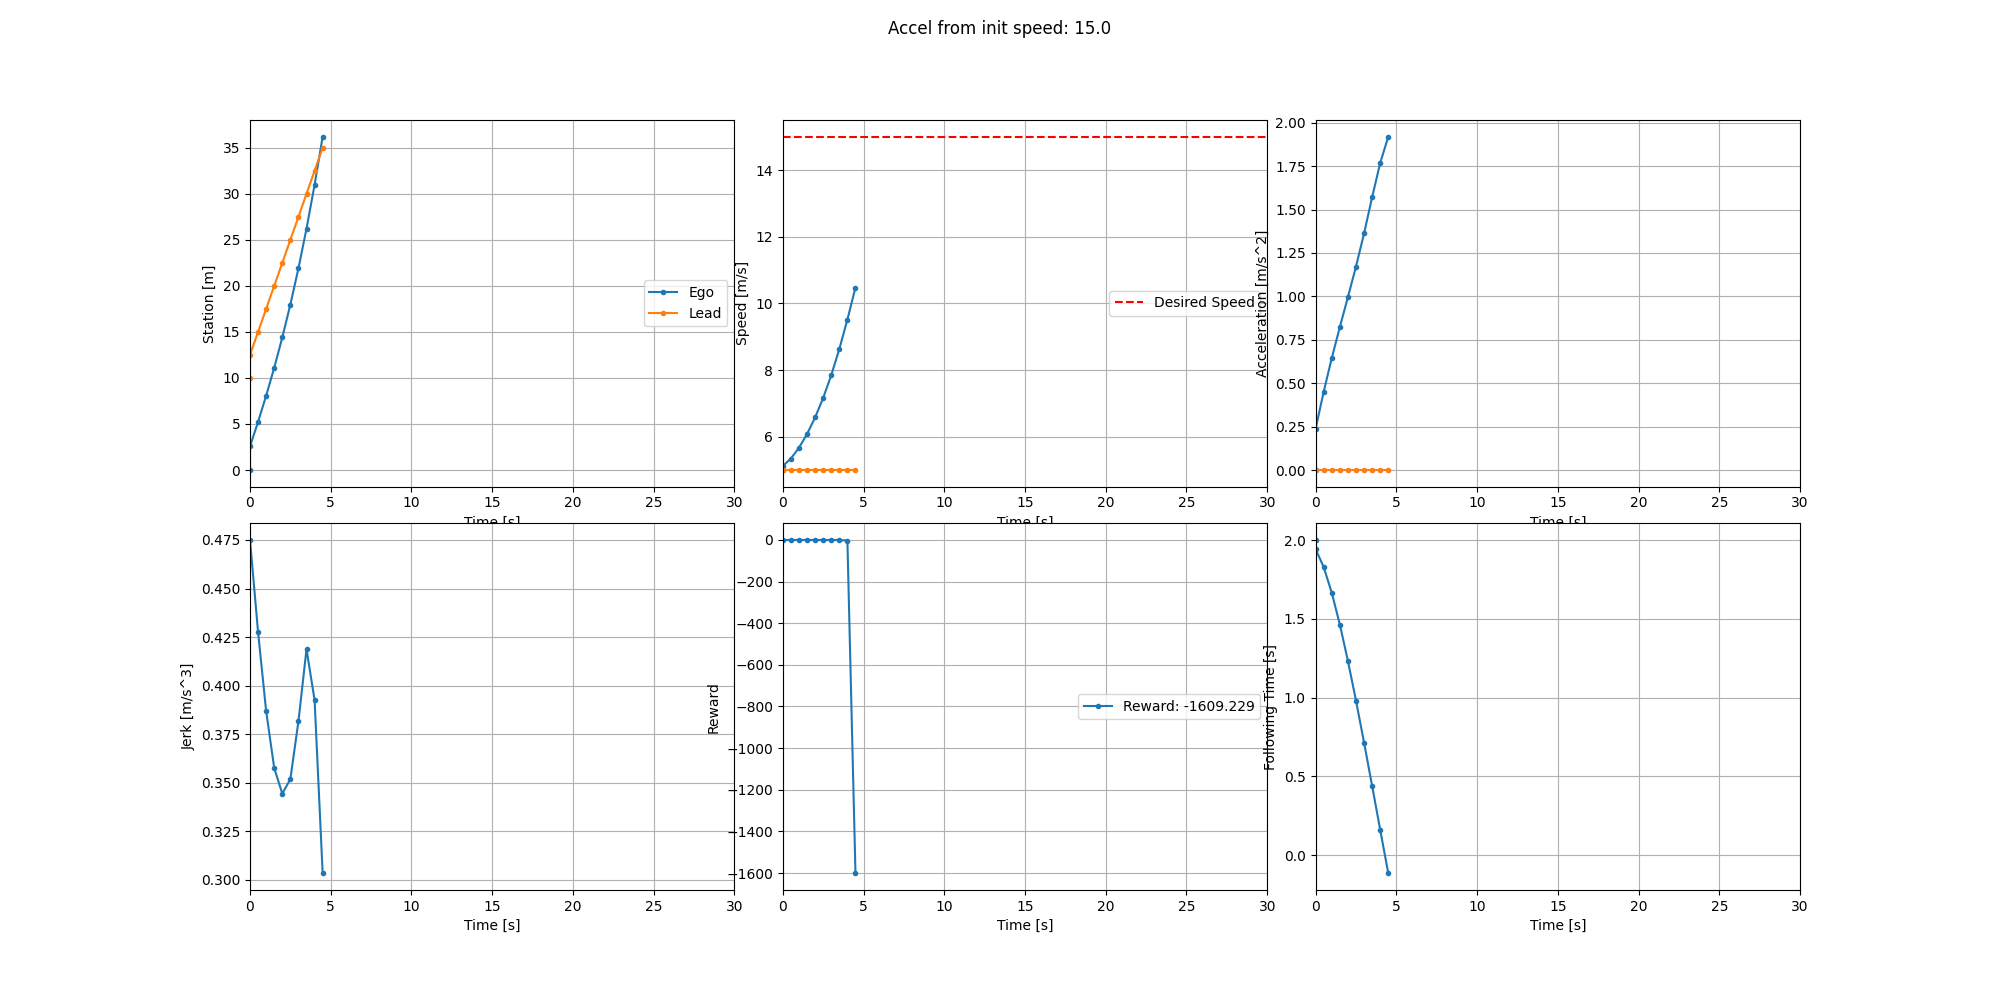 Accel from init speed: 15.0
Station [m]
35
30
25
20
15
10
5
0
Ego
Lead
0 5 10 15 20 25 30
Time [s]
Speed [m/s]
14
12
10
8
6
Desired Speed
0 5 10 15 20 25 30
Time [s]
Acceleration [m/s^2]
2.00
1.75
1.50
1.25
1.00
0.75
0.50
0.25
0.00
0 5 10 15 20 25 30
Time [s]
Jerk [m/s^3]
0.475
0.450
0.425
0.400
0.375
0.350
0.325
0.300
0 5 10 15 20 25 30
Time [s]
Reward
0
−200
−400
−600
−800
−1000
−1200
−1400
−1600
Reward: -1609.229
0 5 10 15 20 25 30
Time [s]
Following Time [s]
2.0
1.5
1.0
0.5
0.0
0 5 10 15 20 25 30
Time [s]